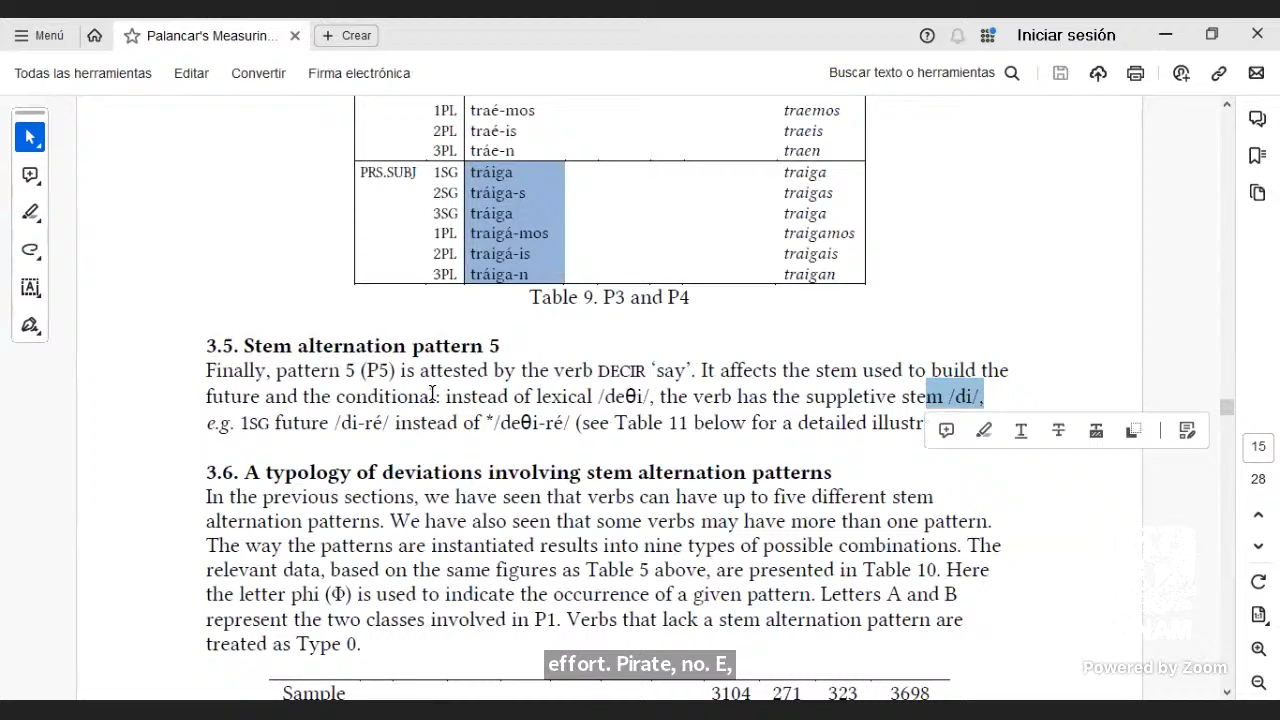 Menú
Palancar's Measurin...
Crear
Iniciar sesión
Todas las herramientas
Editar
Convertir
Firma electrónica
Buscar texto o herramientas
1PL traé-mos traemos
2PL traé-is traeis
3PL tráe-n traen
PRS.SUBJ 1SG tráiga traiga
2SG tráiga-s traigas
3SG tráiga traiga
1PL traigá-mos traigamos
2PL traigá-is traigais
3PL tráiga-n traigan
Table 9. P3 and P4
3.5. Stem alternation pattern 5
Finally, pattern 5 (P5) is attested by the verb DECIR ‘say’. It affects the stem used to build the
future and the conditional: instead of lexical /deθi/, the verb has the suppletive stem /di/,
e.g. 1SG future /di-ré/ instead of */deθi-ré/ (see Table 11 below for a detailed illustr
3.6. A typology of deviations involving stem alternation patterns
In the previous sections, we have seen that verbs can have up to five different stem
alternation patterns. We have also seen that some verbs may have more than one pattern.
The way the patterns are instantiated results into nine types of possible combinations. The
relevant data, based on the same figures as Table 5 above, are presented in Table 10. Here
the letter phi (Φ) is used to indicate the occurrence of a given pattern. Letters A and B
represent the two classes involved in P1. Verbs that lack a stem alternation pattern are
treated as Type 0.
Sample 3104 271 323 3698
15
28
effort. Pirate, no. E,
Powered by Zoom